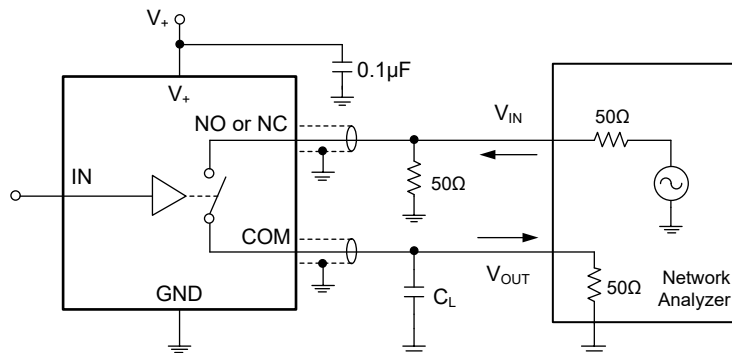 V+
0.1µF
V+
NO or NC
VIN
50Ω
50Ω
IN
COM
VOUT
CL
50Ω
Network
Analyzer
GND